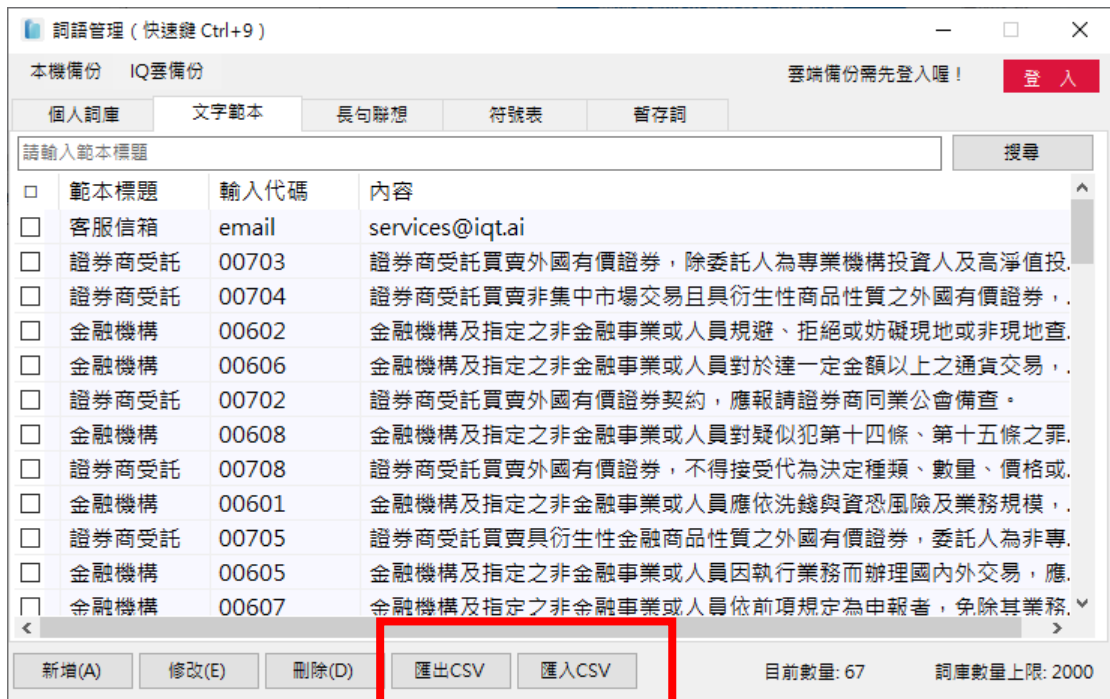 詞語管理（快速鍵 Ctrl+9）
本機備份 IQ雲備份 雲端備份需先登入喔！ 登 入
個人詞庫 文字範本 長句聯想 符號表 暫存詞
請輸入範本標題 搜尋
範本標題 輸入代碼 內容
客服信箱 email services@iqt.ai
證券商受託 00703 證券商受託買賣外國有價證券，除委託人為專業機構投資人及高淨值投.
證券商受託 00704 證券商受託買賣非集中市場交易且具衍生性商品性質之外國有價證券，.
金融機構 00602 金融機構及指定之非金融事業或人員規避、拒絕或妨礙現地或非現地查.
金融機構 00606 金融機構及指定之非金融事業或人員對於達一定金額以上之通貨交易，.
證券商受託 00702 證券商受託買賣外國有價證券契約，應報請證券商同業公會備查。
金融機構 00608 金融機構及指定之非金融事業或人員對疑似犯第十四條、第十五條之罪.
證券商受託 00708 證券商受託買賣外國有價證券，不得接受代為決定種類、數量、價格或.
金融機構 00601 金融機構及指定之非金融事業或人員應依洗錢與資恐風險及業務規模，.
證券商受託 00705 證券商受託買賣具衍生性金融商品性質之外國有價證券，委託人為非專.
金融機構 00605 金融機構及指定之非金融事業或人員因執行業務而辦理國內外交易，應.
金融機構 00607 金融機構及指定之非金融事業或人員依前項規定為申報者，免除其業務.
新增(A) 修改(E) 刪除(D) 匯出CSV 匯入CSV 目前數量: 67 詞庫數量上限: 2000